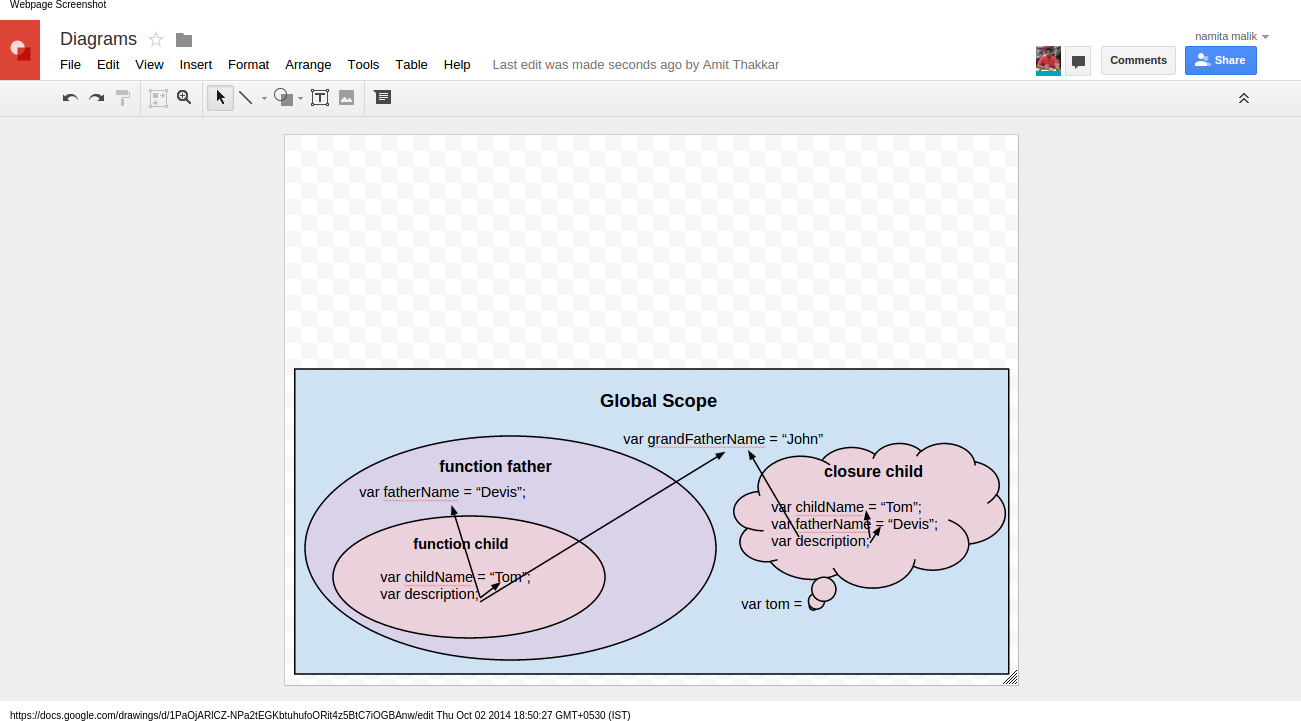 Webpage Screenshot
Diagrams
namita malik
File Edit View Insert Format Arrange Tools Table Help Last edit was made seconds ago by Amit Thakkar
Comments
Share
T
Global Scope
var grandFatherName = “John”
function father
var fatherName = “Devis”;
function child
var childName = “Tom”;
var description;
closure child
var childName = “Tom”;
var fatherName = “Devis”;
var description;
var tom =
https://docs.google.com/drawings/d/1PaOjARlCZ-NPa2tEGKbtuhufoORit4z5BtC7iOGBAnw/edit Thu Oct 02 2014 18:50:27 GMT+0530 (IST)